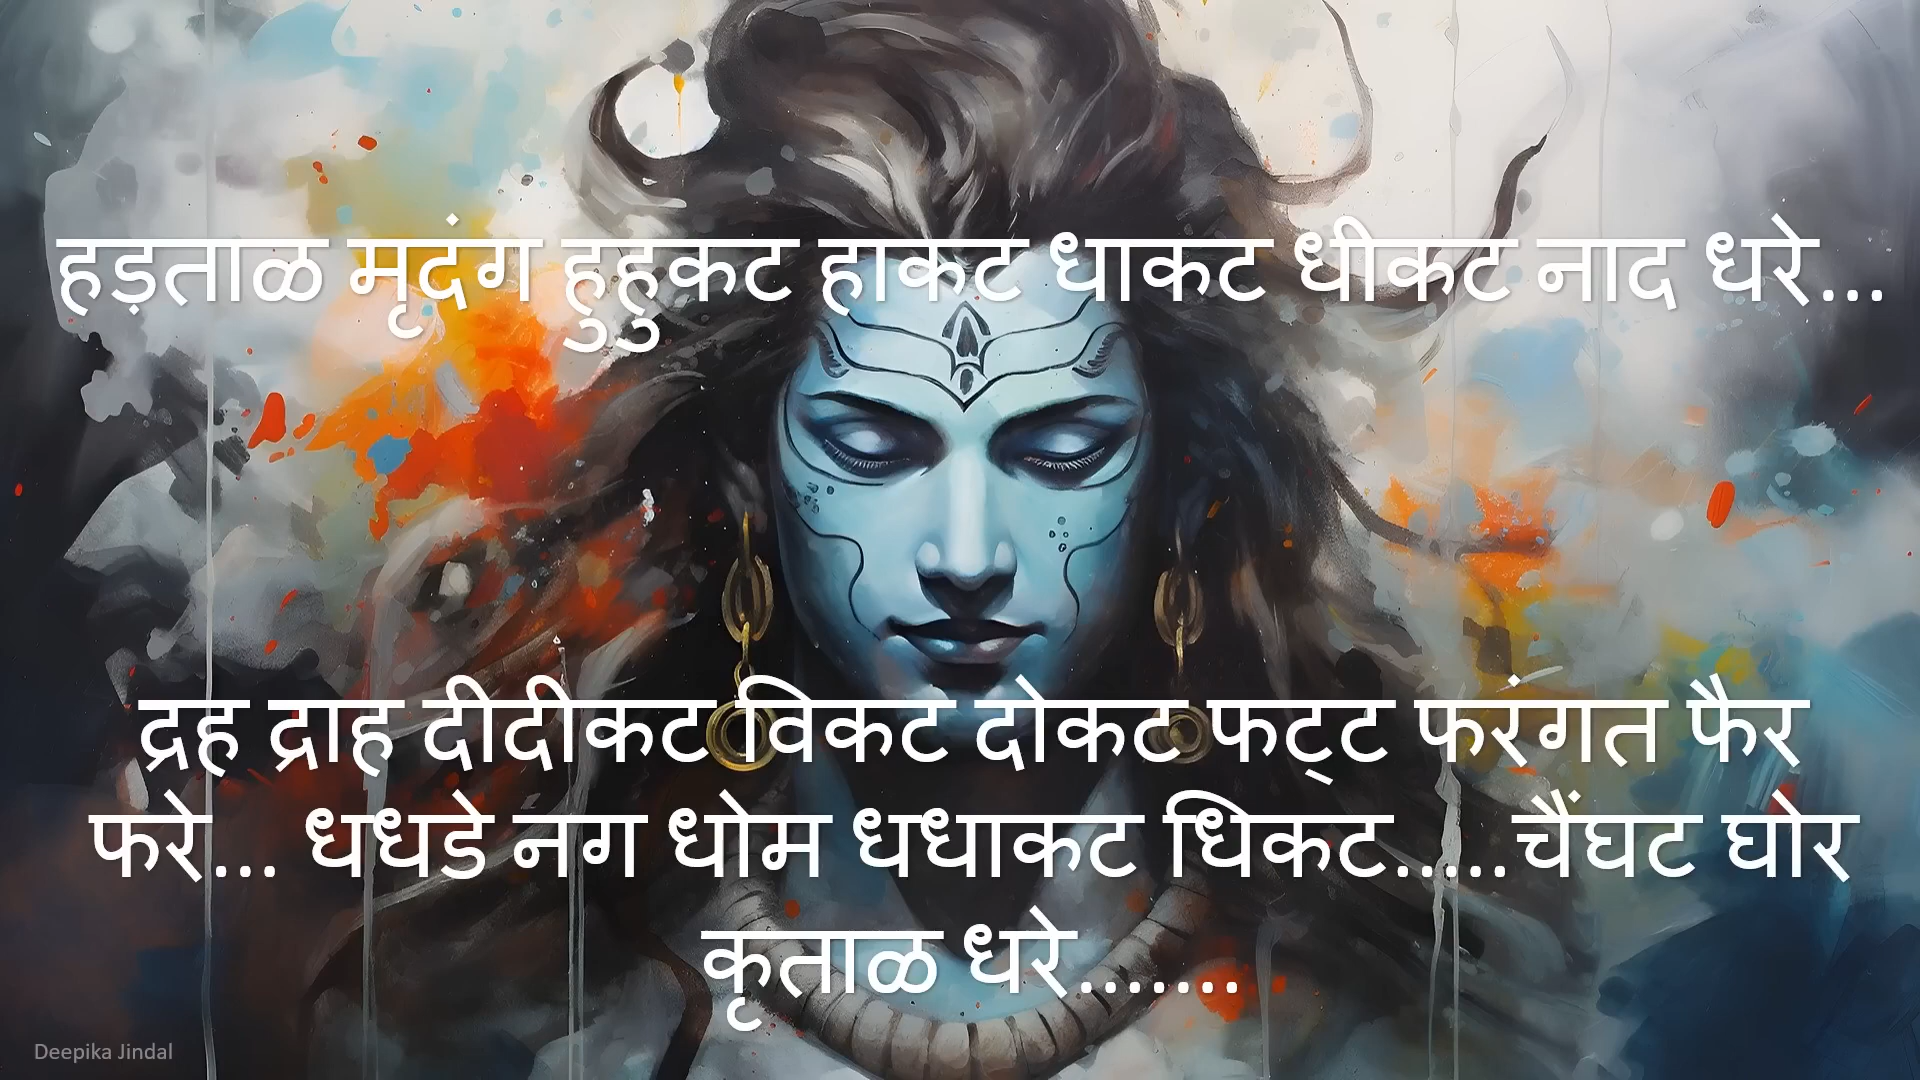 हड़ताळ मृदंग हुहुकट हाकट धाकट धीकट नाद धरे...
द्रह द्राह दीदीकट विकट दोकट फट्ट फरंगत फैर
फरे... धधडे नग धोम धधाकट धिकट.....चैंघट घोर
कृताळ धरे.......
Deepika Jindal